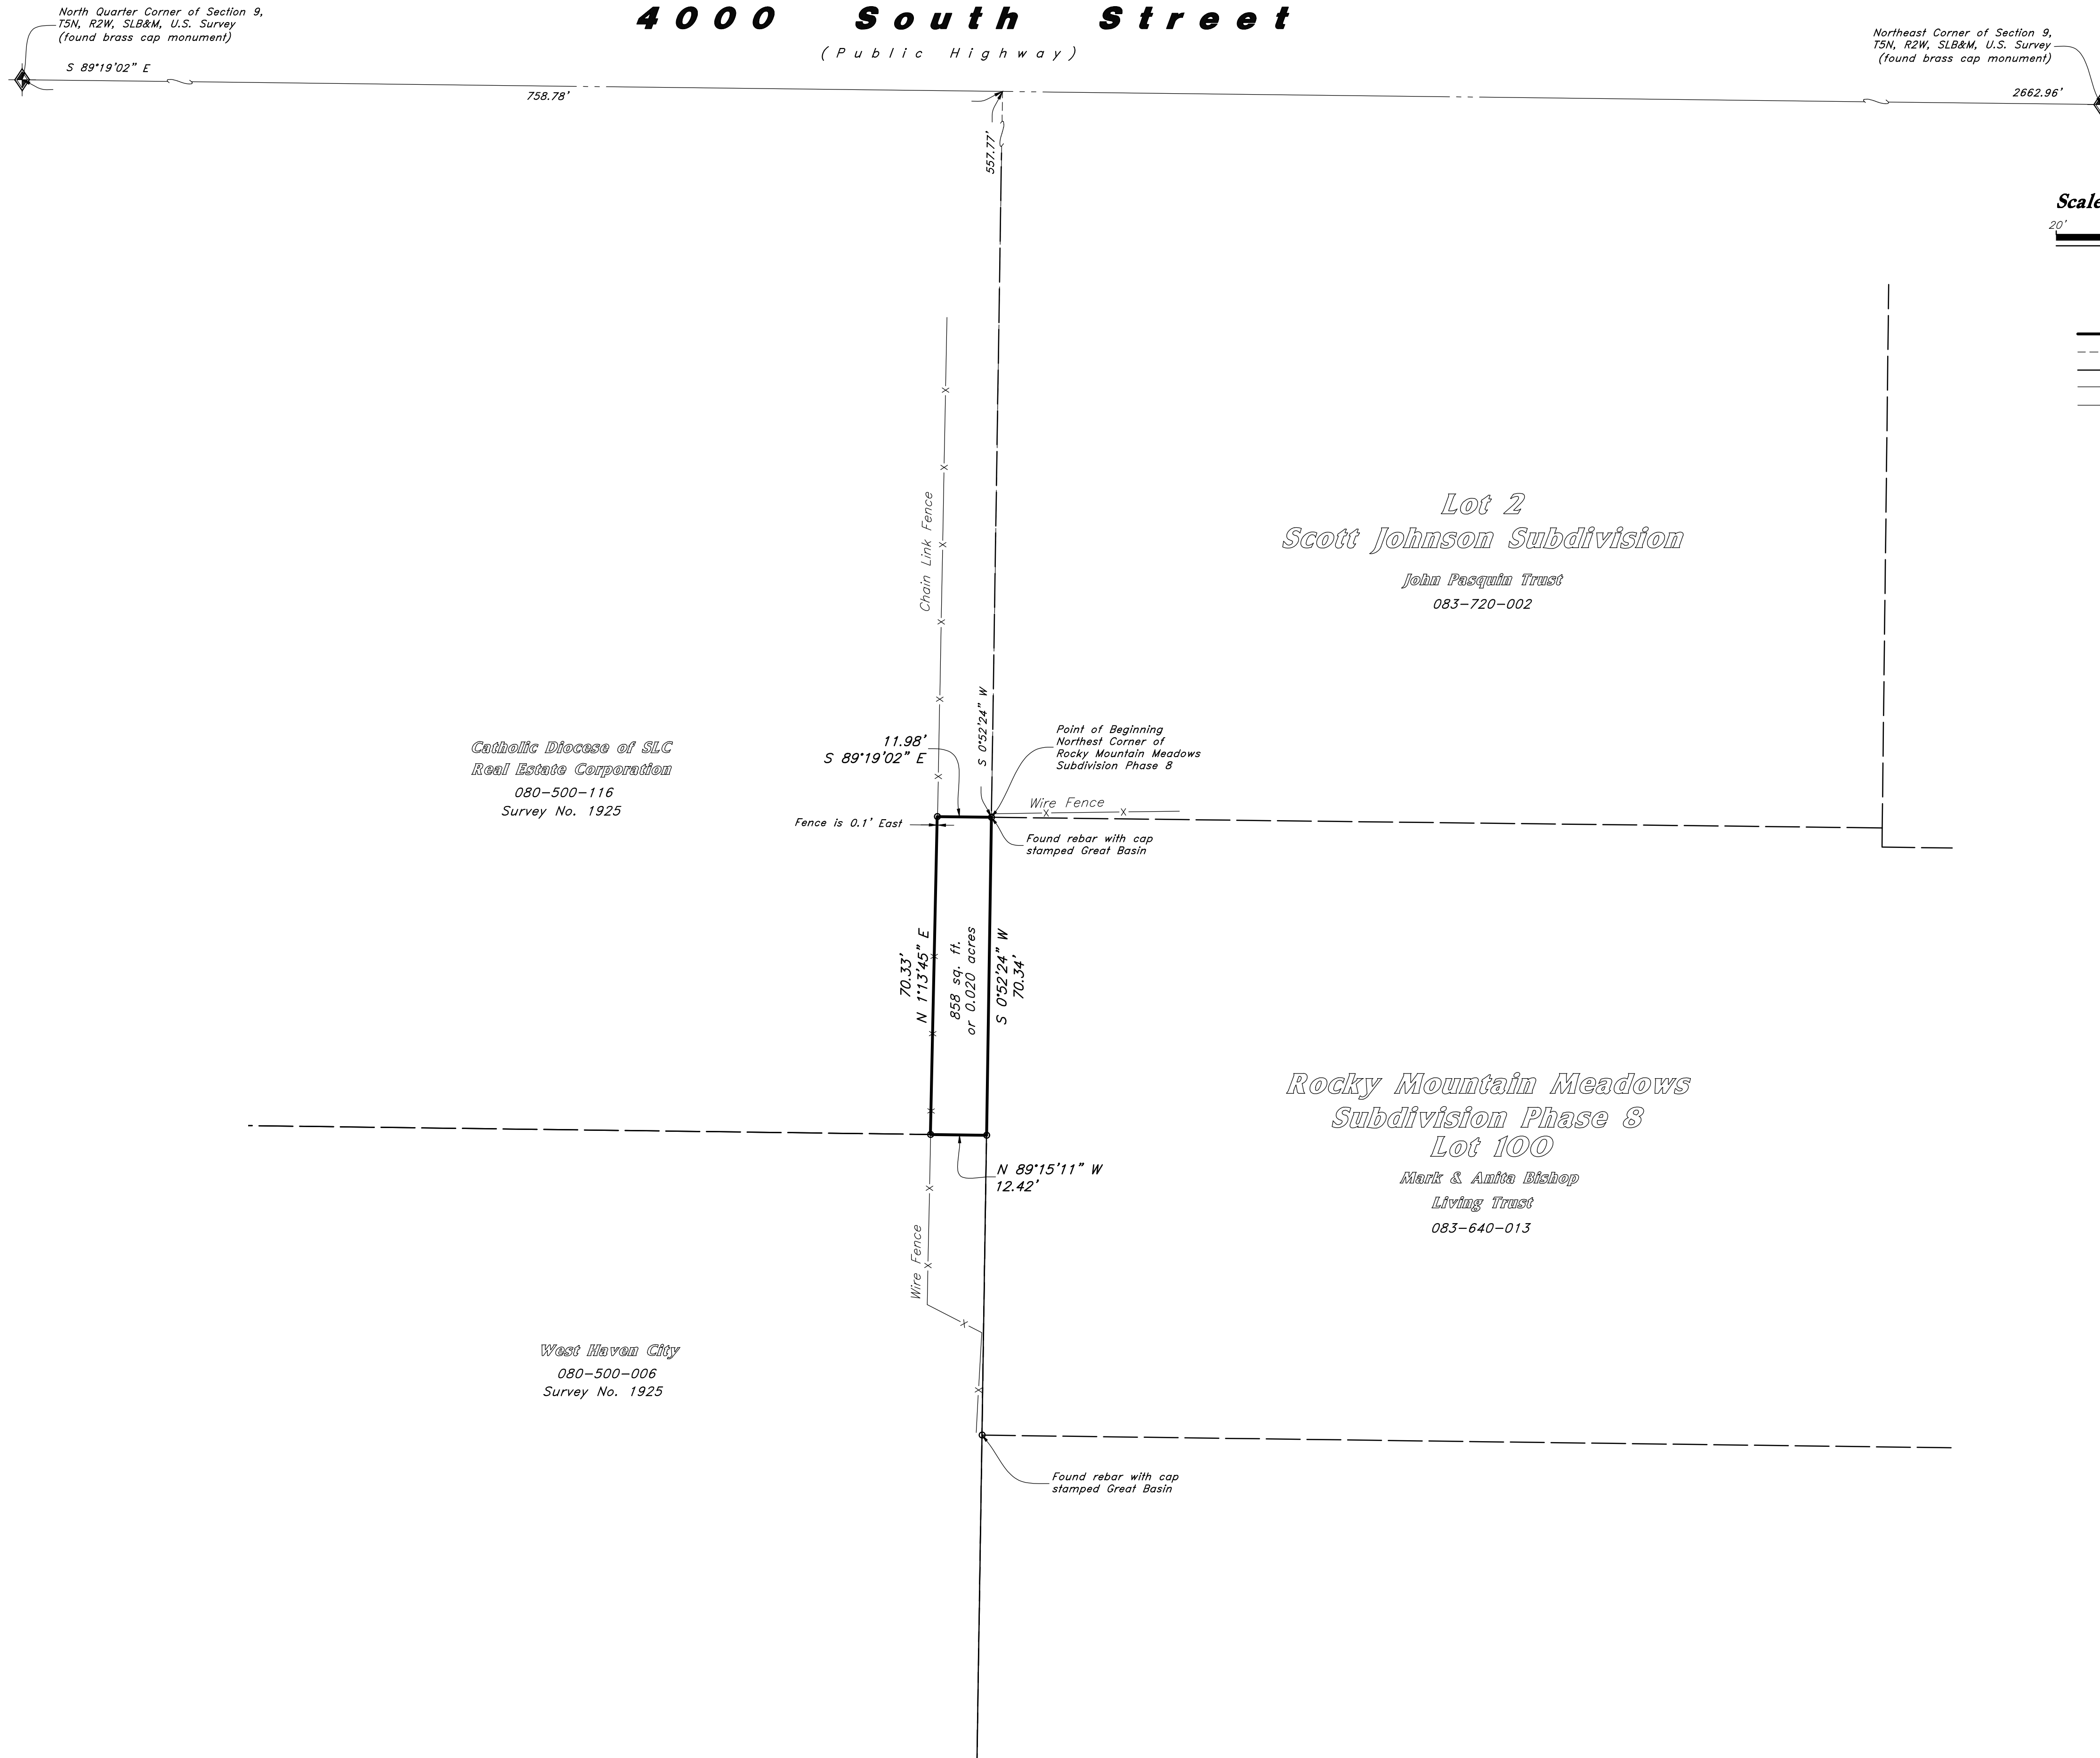 4000 South Street
(Public Highway)
North Quarter Corner of Section 9,
T5N, R2W, SLB&M, U.S. Survey
(found brass cap monument)
S 89°19'02" E
758.78'
Northeast Corner of Section 9,
T5N, R2W, SLB&M, U.S. Survey
(found brass cap monument)
2662.96'
557.77'
Scale
20'
Chain Link Fence
Lot 2
Scott Johnson Subdivision
John Pasquin Trust
083-720-002
S 0°52'24" W
11.98'
S 89°19'02" E
Point of Beginning
Northest Corner of
Rocky Mountain Meadows
Subdivision Phase 8
Catholic Diocese of SLC
Real Estate Corporation
080-500-116
Survey No. 1925
Wire Fence
X
X
X
X
X
X
X
X
Fence is 0.1' East
Found rebar with cap
stamped Great Basin
70.33'
N 1°13'45" E
858 sq. ft.
or 0.020 acres
S 0°52'24" W
70.34'
X
X
X
Rocky Mountain Meadows
Subdivision Phase 8
Lot 100
Mark & Anita Bishop
Living Trust
083-640-013
N 89°15'11" W
12.42'
Wire Fence
X
X
X
X
West Haven City
080-500-006
Survey No. 1925
Found rebar with cap
stamped Great Basin